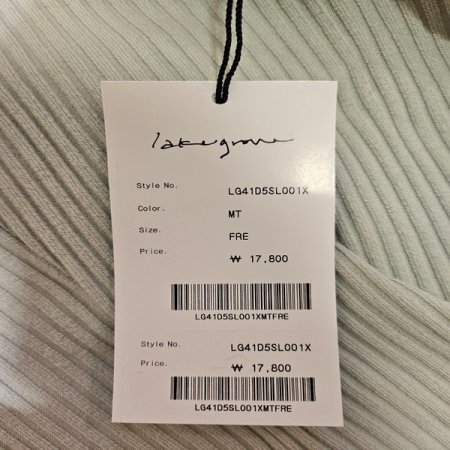 lakegrove
Style No. LG41D5SL001X
Color. MT
Size. FRE
Price. ₩ 17,800
LG41D5SL001XMTFRE
Style No. LG41D5SL001X
Price. ₩ 17,800
LG41D5SL001XMTFRE